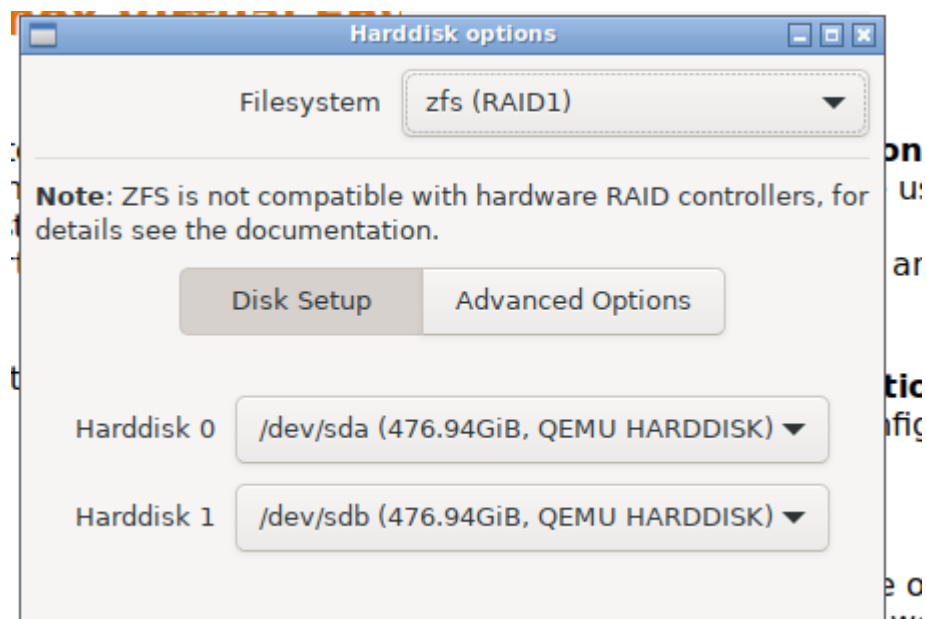 Harddisk options
Filesystem zfs (RAID1)
on
Note: ZFS is not compatible with hardware RAID controllers, for
details see the documentation.
Disk Setup Advanced Options
Harddisk 0 /dev/sda (476.94GiB, QEMU HARDDISK)
Harddisk 1 /dev/sdb (476.94GiB, QEMU HARDDISK)